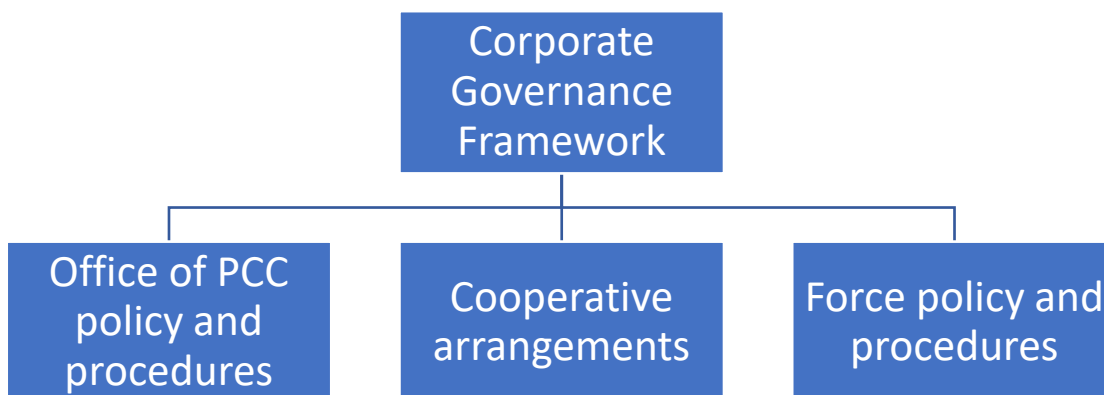 Corporate
Governance
Framework
Office of PCC
policy and
procedures
Cooperative
arrangements
Force policy and
procedures